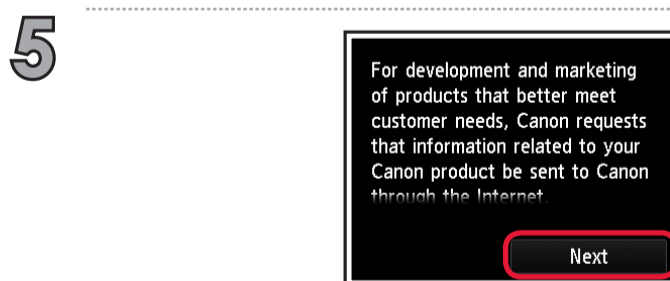 5
For development and marketing
of products that better meet
customer needs, Canon requests
that information related to your
Canon product be sent to Canon
through the Internet.
Next